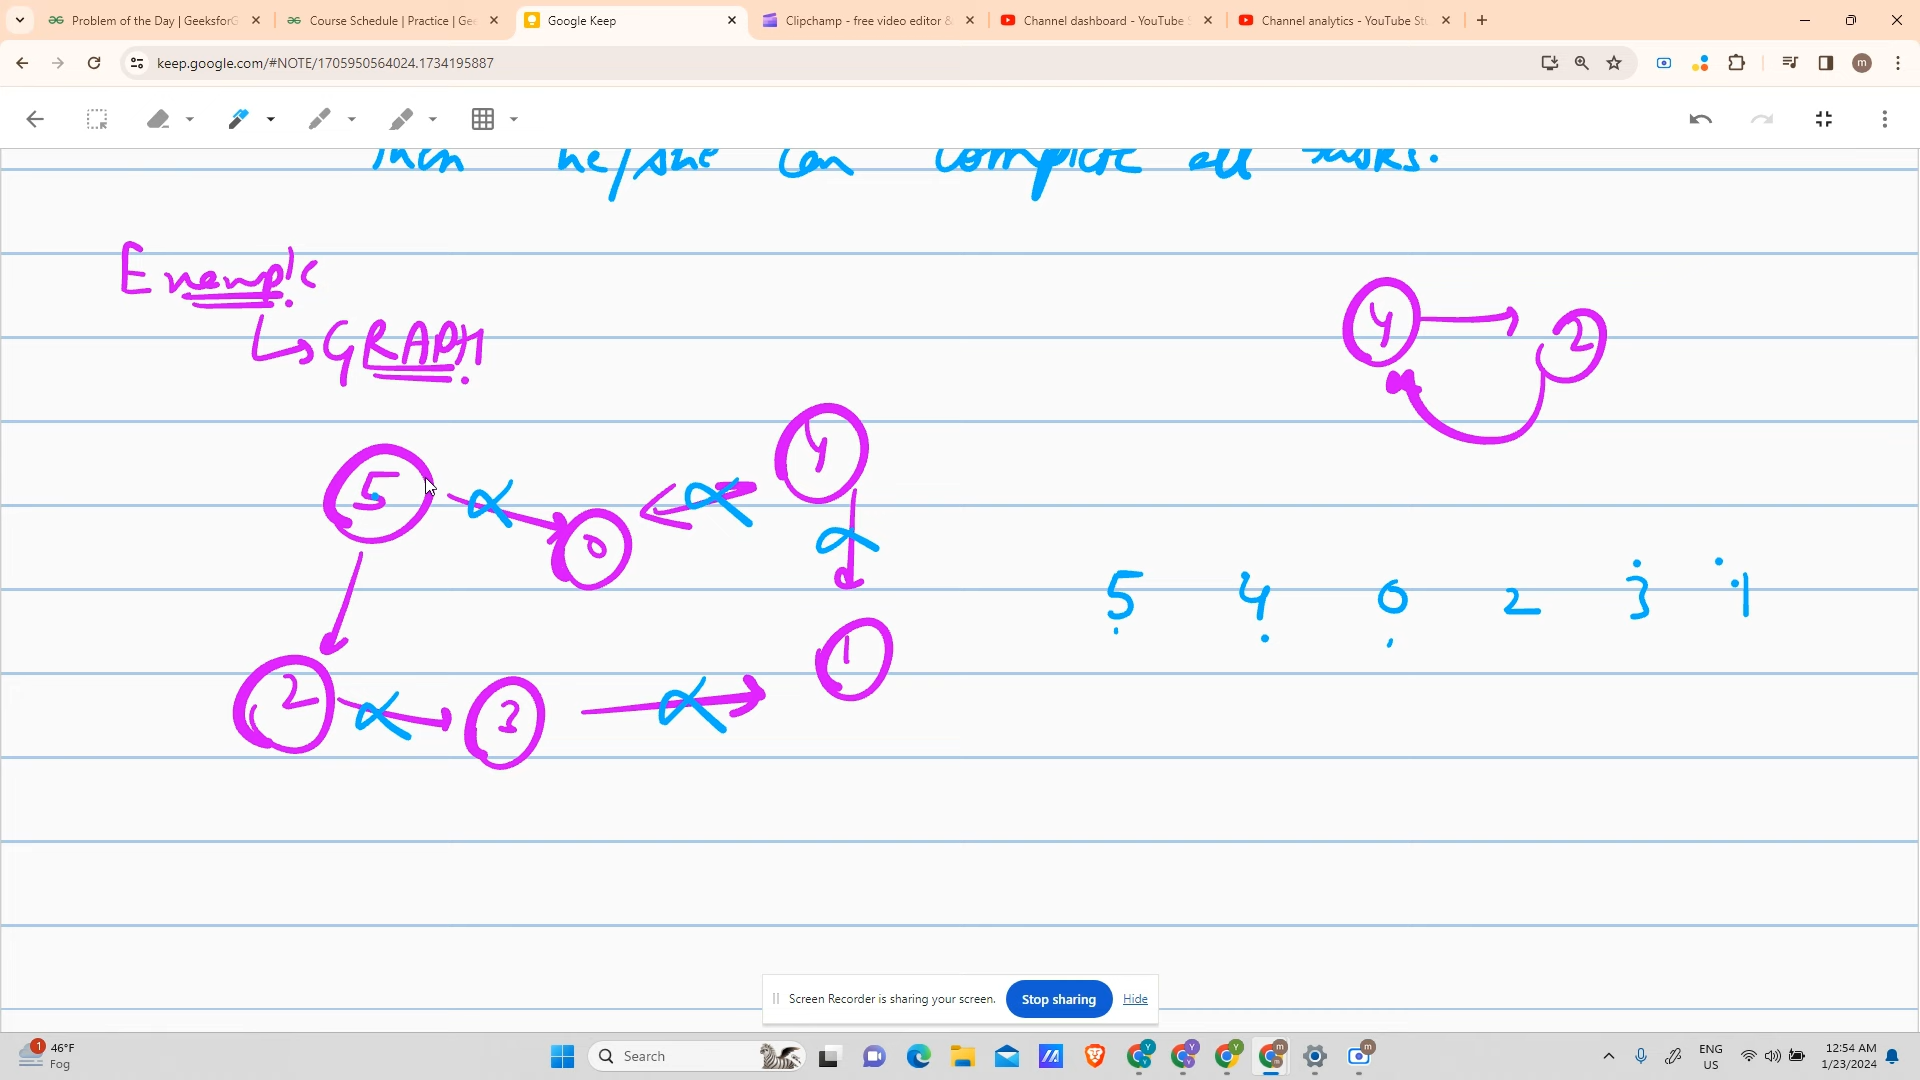 Problem of the Day | GeeksforG
Course Schedule | Practice | Gee
Google Keep
Clipchamp - free video editor &
Channel dashboard - YouTube S
Channel analytics - YouTube Stu
keep.google.com/#NOTE/1705950564024.1734195887
m
Then he/she can complete all tasks.
Example
GRAPH
4 2
5 4
0
5 4 0 2 3 1
1
2 3
Screen Recorder is sharing your screen. Stop sharing Hide
1 46°F
Fog
Search
ENG
US
12:54 AM
1/23/2024